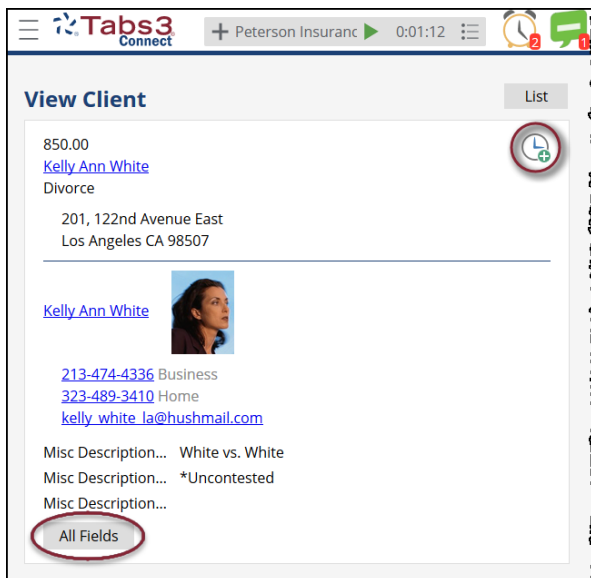 Tabs3
Connect
Peterson Insuranc 0:01:12
2
1
View Client
List
850.00
Kelly Ann White
Divorce
201, 122nd Avenue East
Los Angeles CA 98507
Kelly Ann White
213-474-4336 Business
323-489-3410 Home
kelly_white_la@hushmail.com
Misc Description... White vs. White
Misc Description... *Uncontested
Misc Description...
All Fields